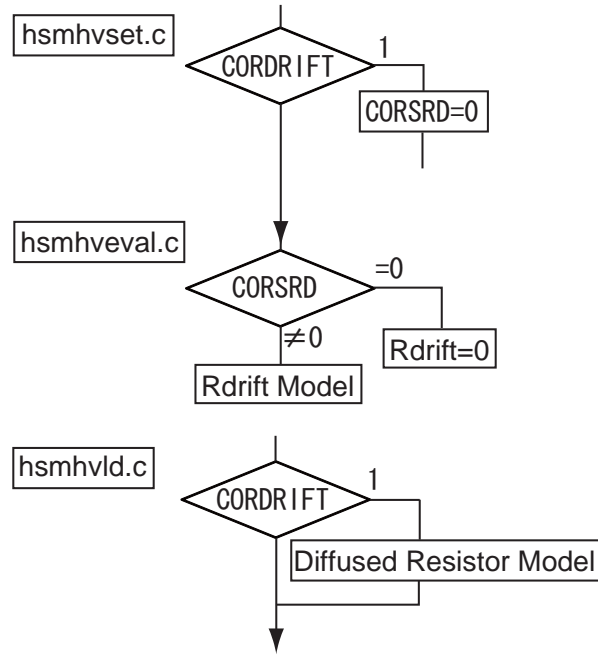 hsmhvset.c
CORDRIFT
1
CORSRD=0
hsmhveval.c
CORSRD
=0
≠0
Rdrift=0
Rdrift Model
hsmhvld.c
CORDRIFT
1
Diffused Resistor Model